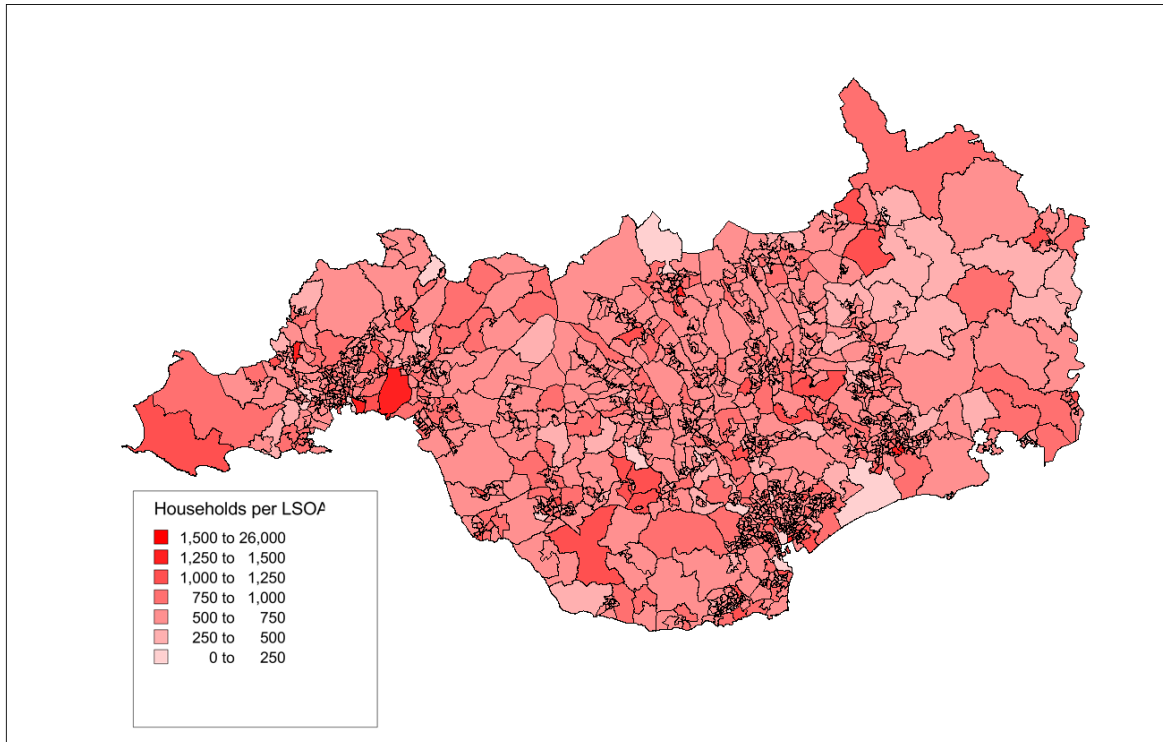 Households per LSOA
1,500 to 26,000
1,250 to 1,500
1,000 to 1,250
750 to 1,000
500 to 750
250 to 500
0 to 250